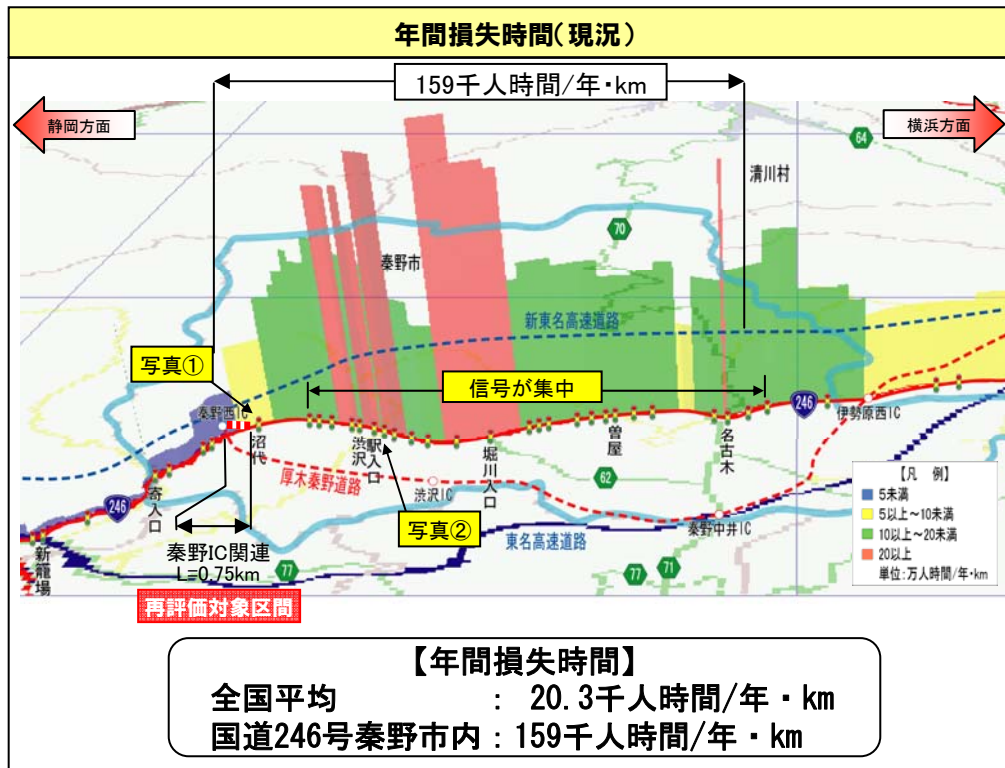 年間損失時間(現況)
159千人時間/年・km
静岡方面
横浜方面
64
清川村
70
秦野市
新東名高速道路
写真①
信号が集中
秦野西IC
246
伊勢原西IC
沼代
渋沢
駅入口
曽屋
名古木
堀川入口
62
【凡 例】
5未満
5以上～10未満
10以上～20未満
20以上
単位:万人時間/年・km
厚木秦野道路
渋沢IC
寄入口
246
写真②
秦野中井IC
東名高速道路
新籠場
秦野IC関連
L=0.75km
77
77
71
再評価対象区間
【年間損失時間】
全国平均 : 20.3千人時間/年・km
国道246号秦野市内 : 159千人時間/年・km